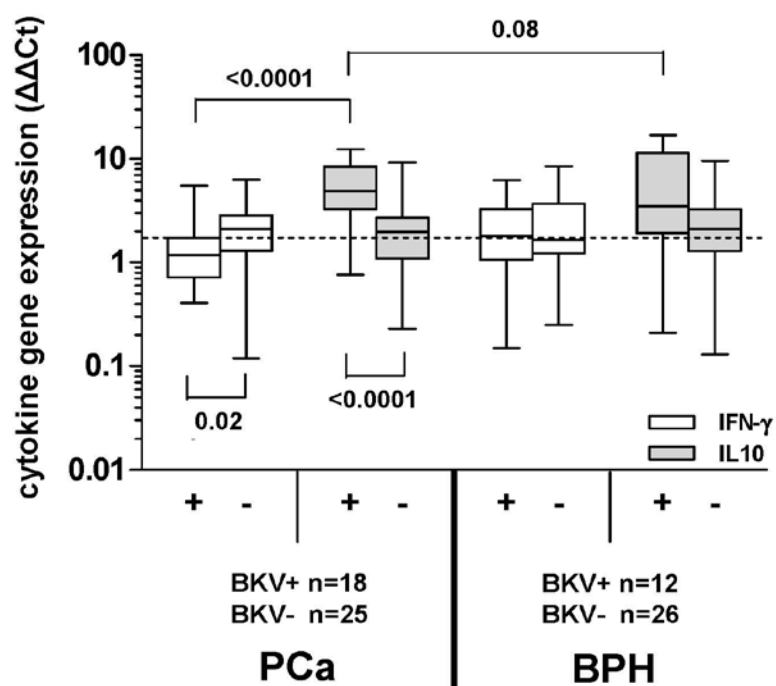 cytokine gene expression (ΔΔCt)
0.08
100
<0.0001
10
1
0.1
<0.0001
0.02
IFN-γ
IL10
0.01
+ - + - + - + -
BKV+ n=18
BKV- n=25
BKV+ n=12
BKV- n=26
PCa
BPH